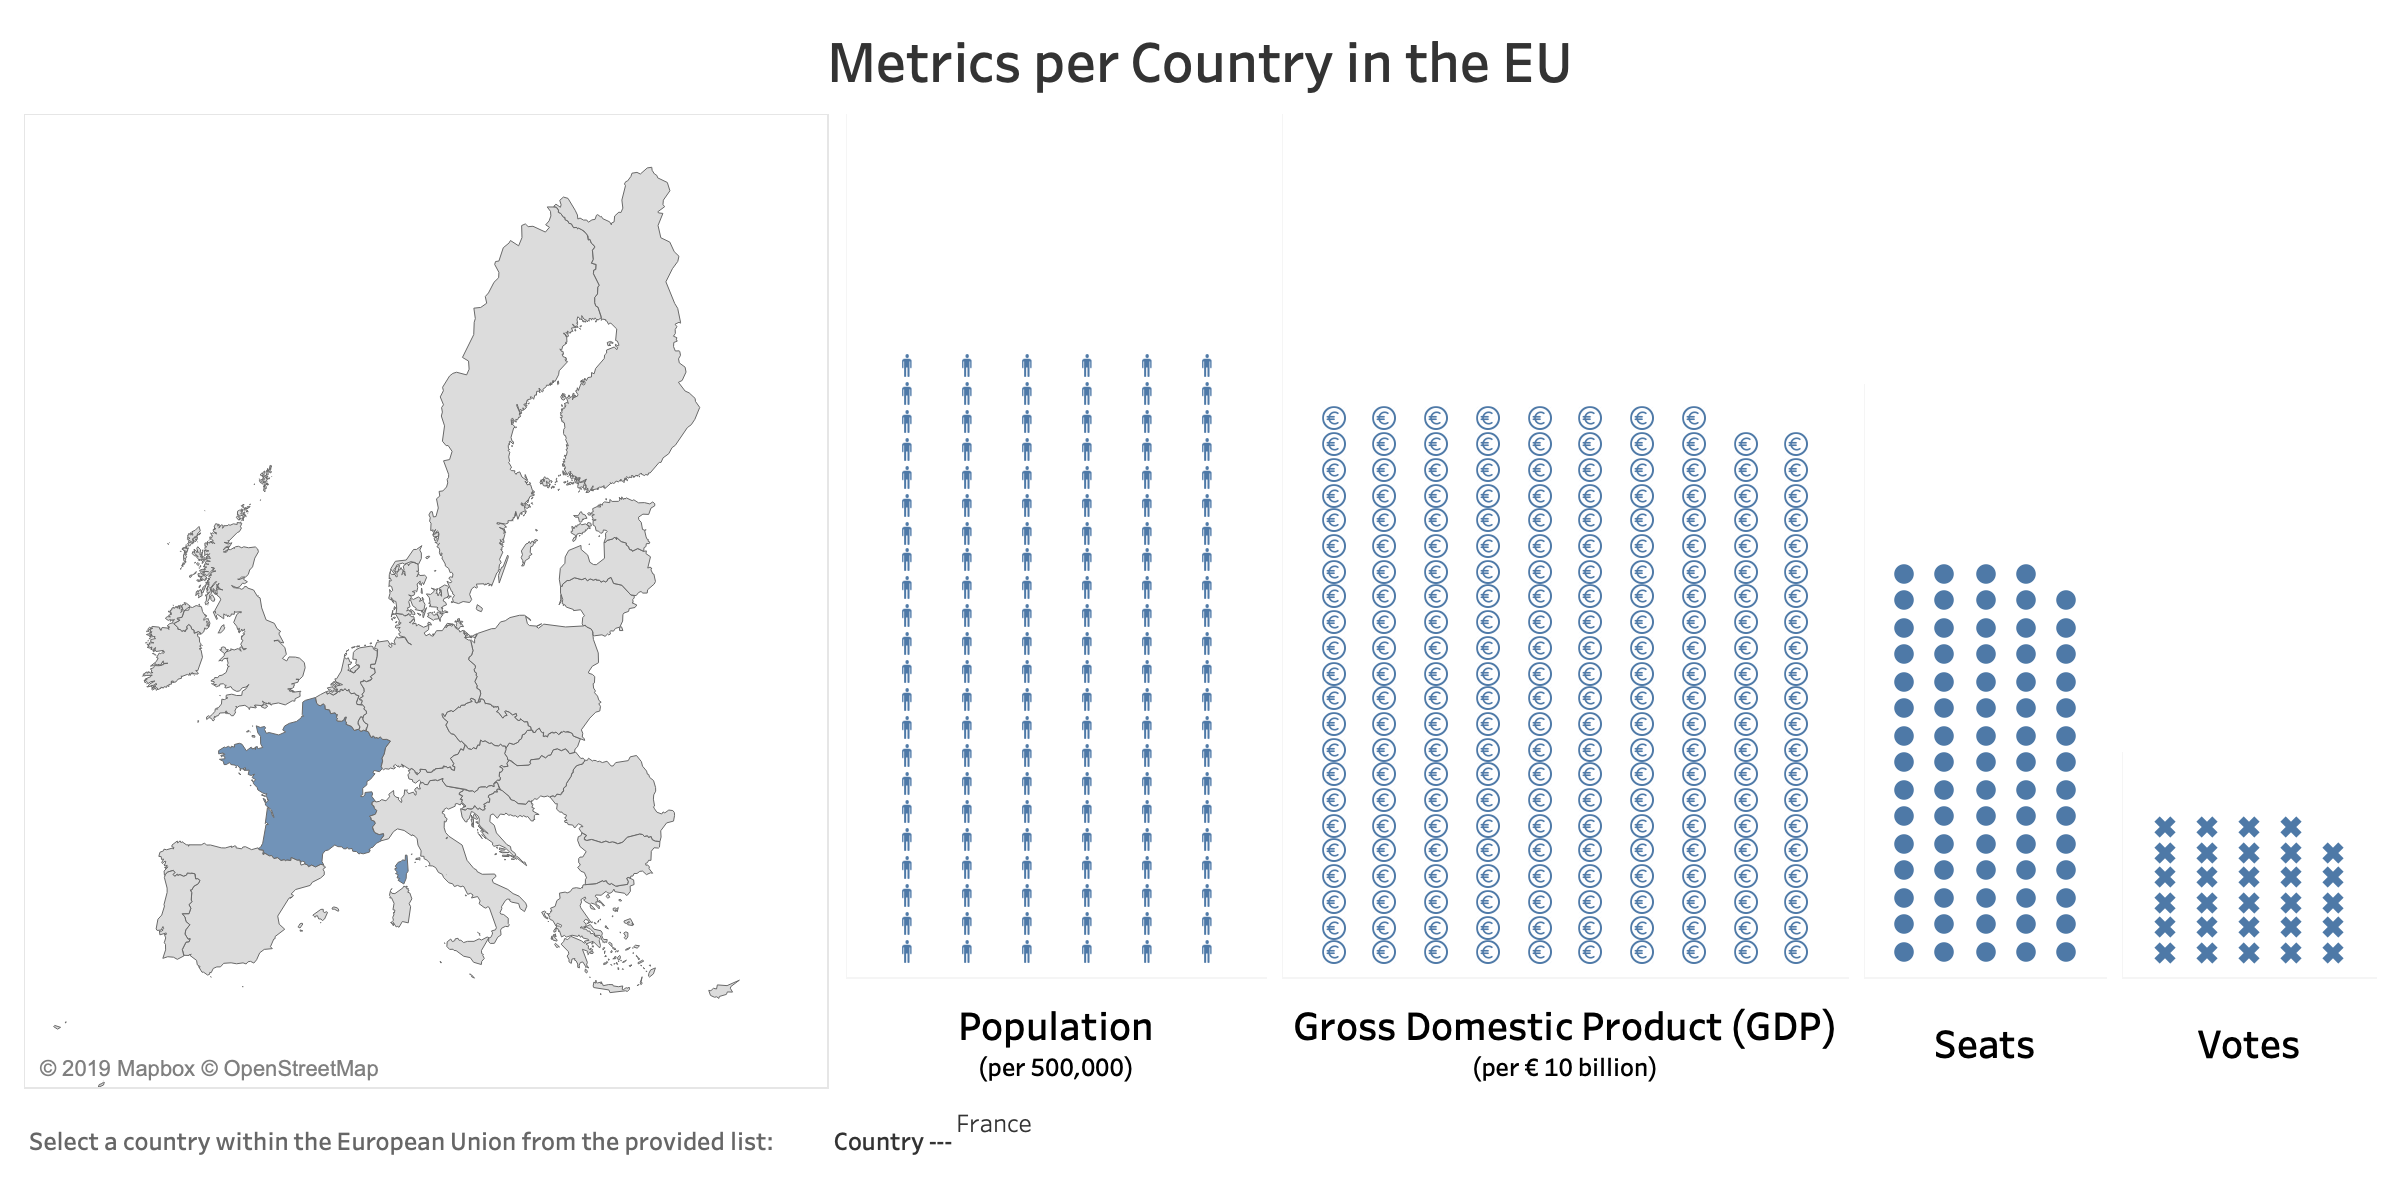 Metrics per Country in the EU
© 2019 Mapbox © OpenStreetMap
Population
(per 500,000)
Gross Domestic Product (GDP)
(per € 10 billion)
Seats
Votes
Select a country within the European Union from the provided list:
Country --- France